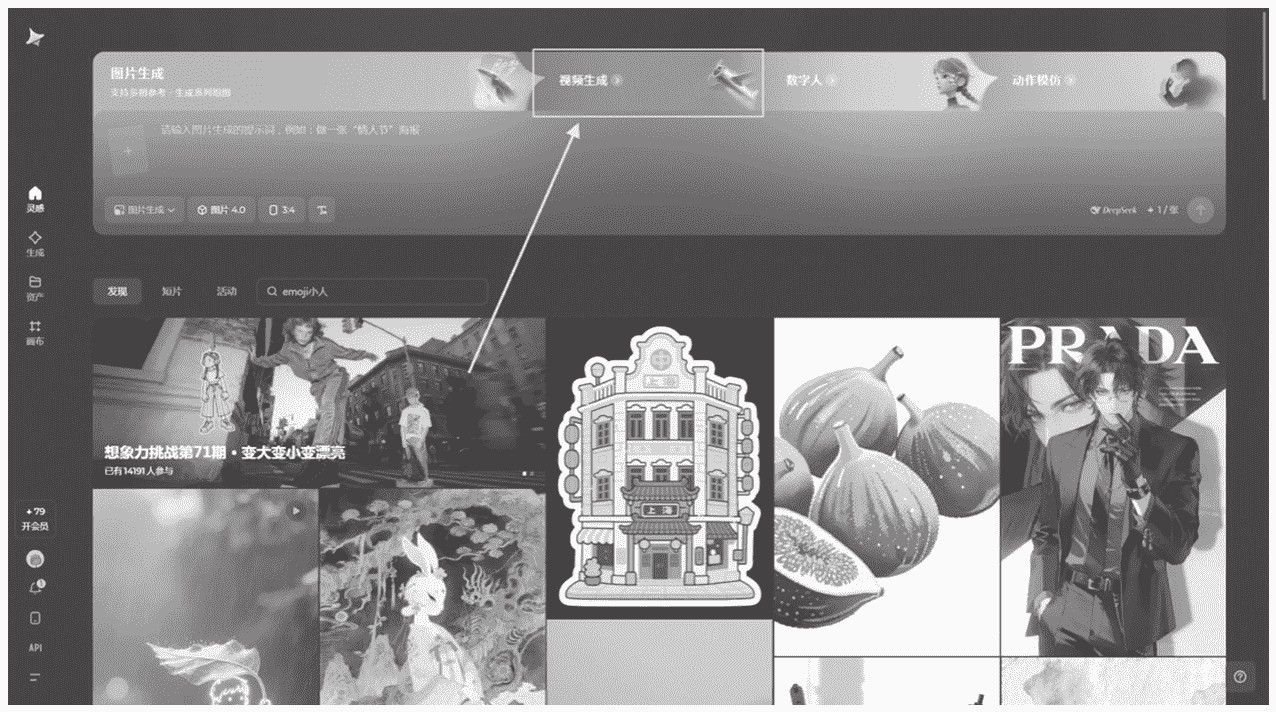 图片生成
支持多图参考·生成系列组图
视频生成
数字人
动作模仿
请输入图片生成的提示词，例如：做一张“情人节”海报
图片生成
图片 4.0
3:4
DeepSeek
1 / 张
灵感
生成
资产
画布
发现
短片
活动
emoji小人
想象力挑战第71期·变大变小变漂亮
已有14191人参与
上海
上海
PRADA
79
开会员
1
API